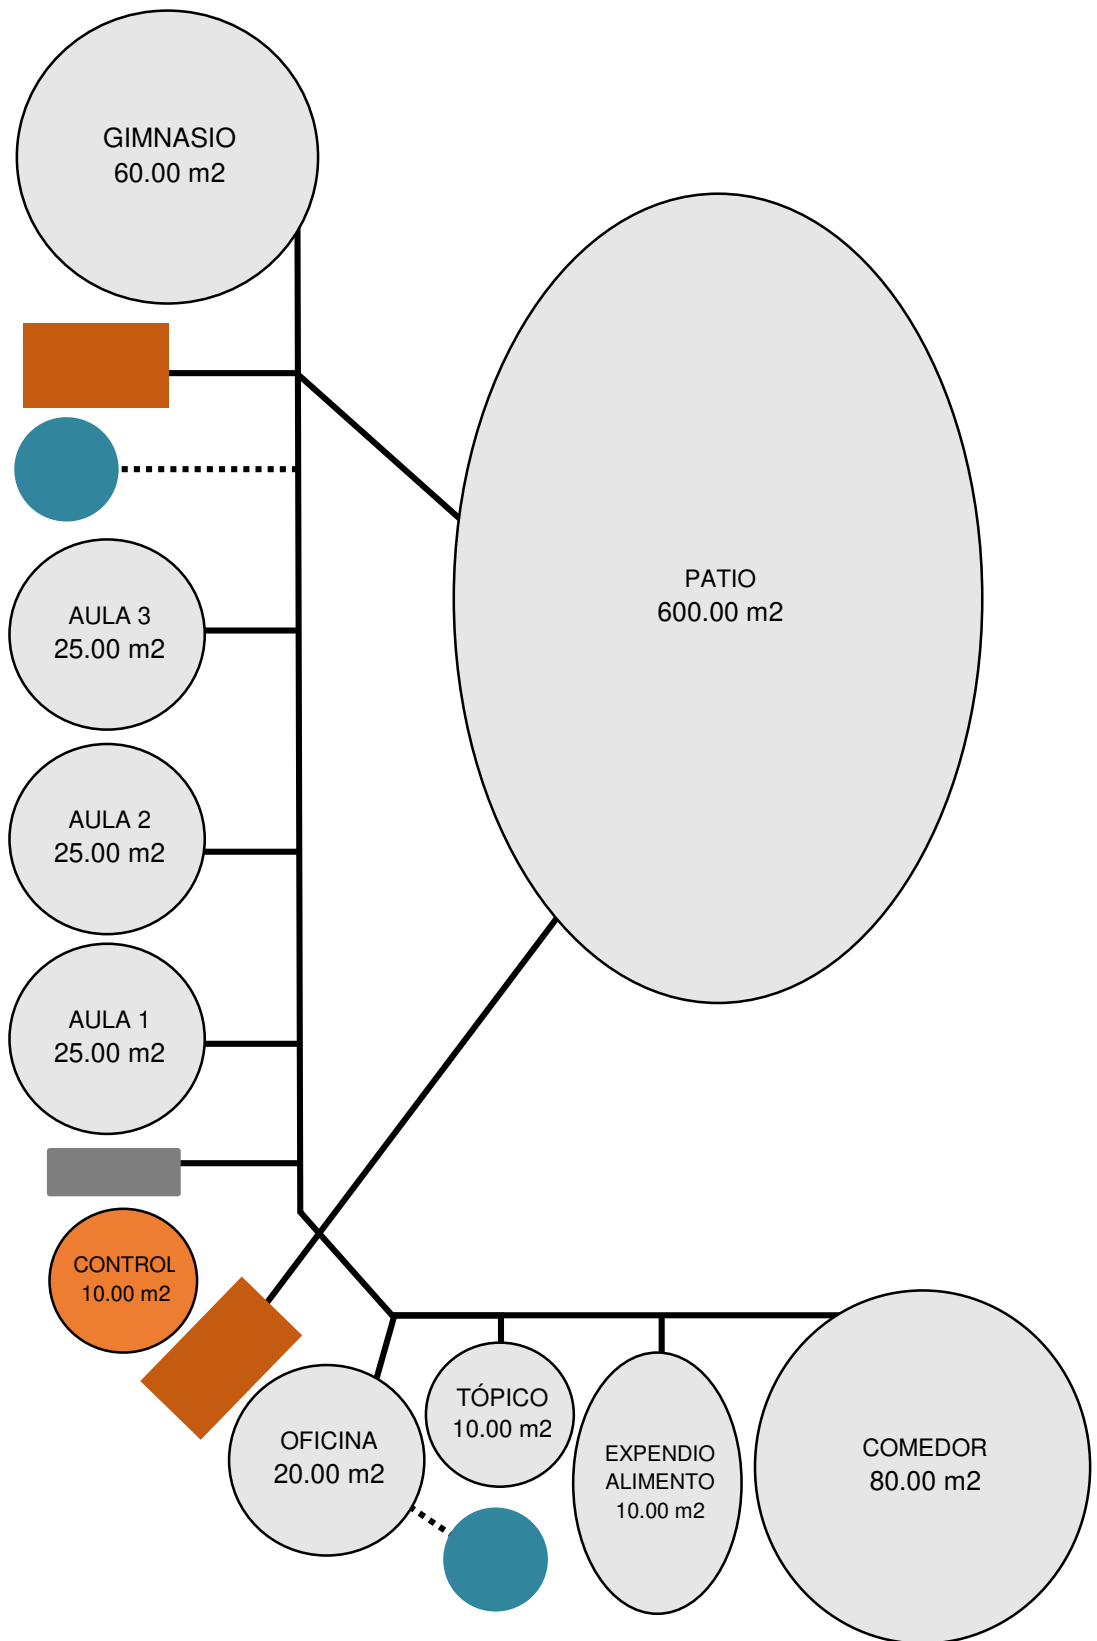 GIMNASIO
60.00 m2
PATIO
600.00 m2
AULA 3
25.00 m2
AULA 2
25.00 m2
AULA 1
25.00 m2
CONTROL
10.00 m2
OFICINA
20.00 m2
TÓPICO
10.00 m2
EXPENDIO
ALIMENTO
10.00 m2
COMEDOR
80.00 m2